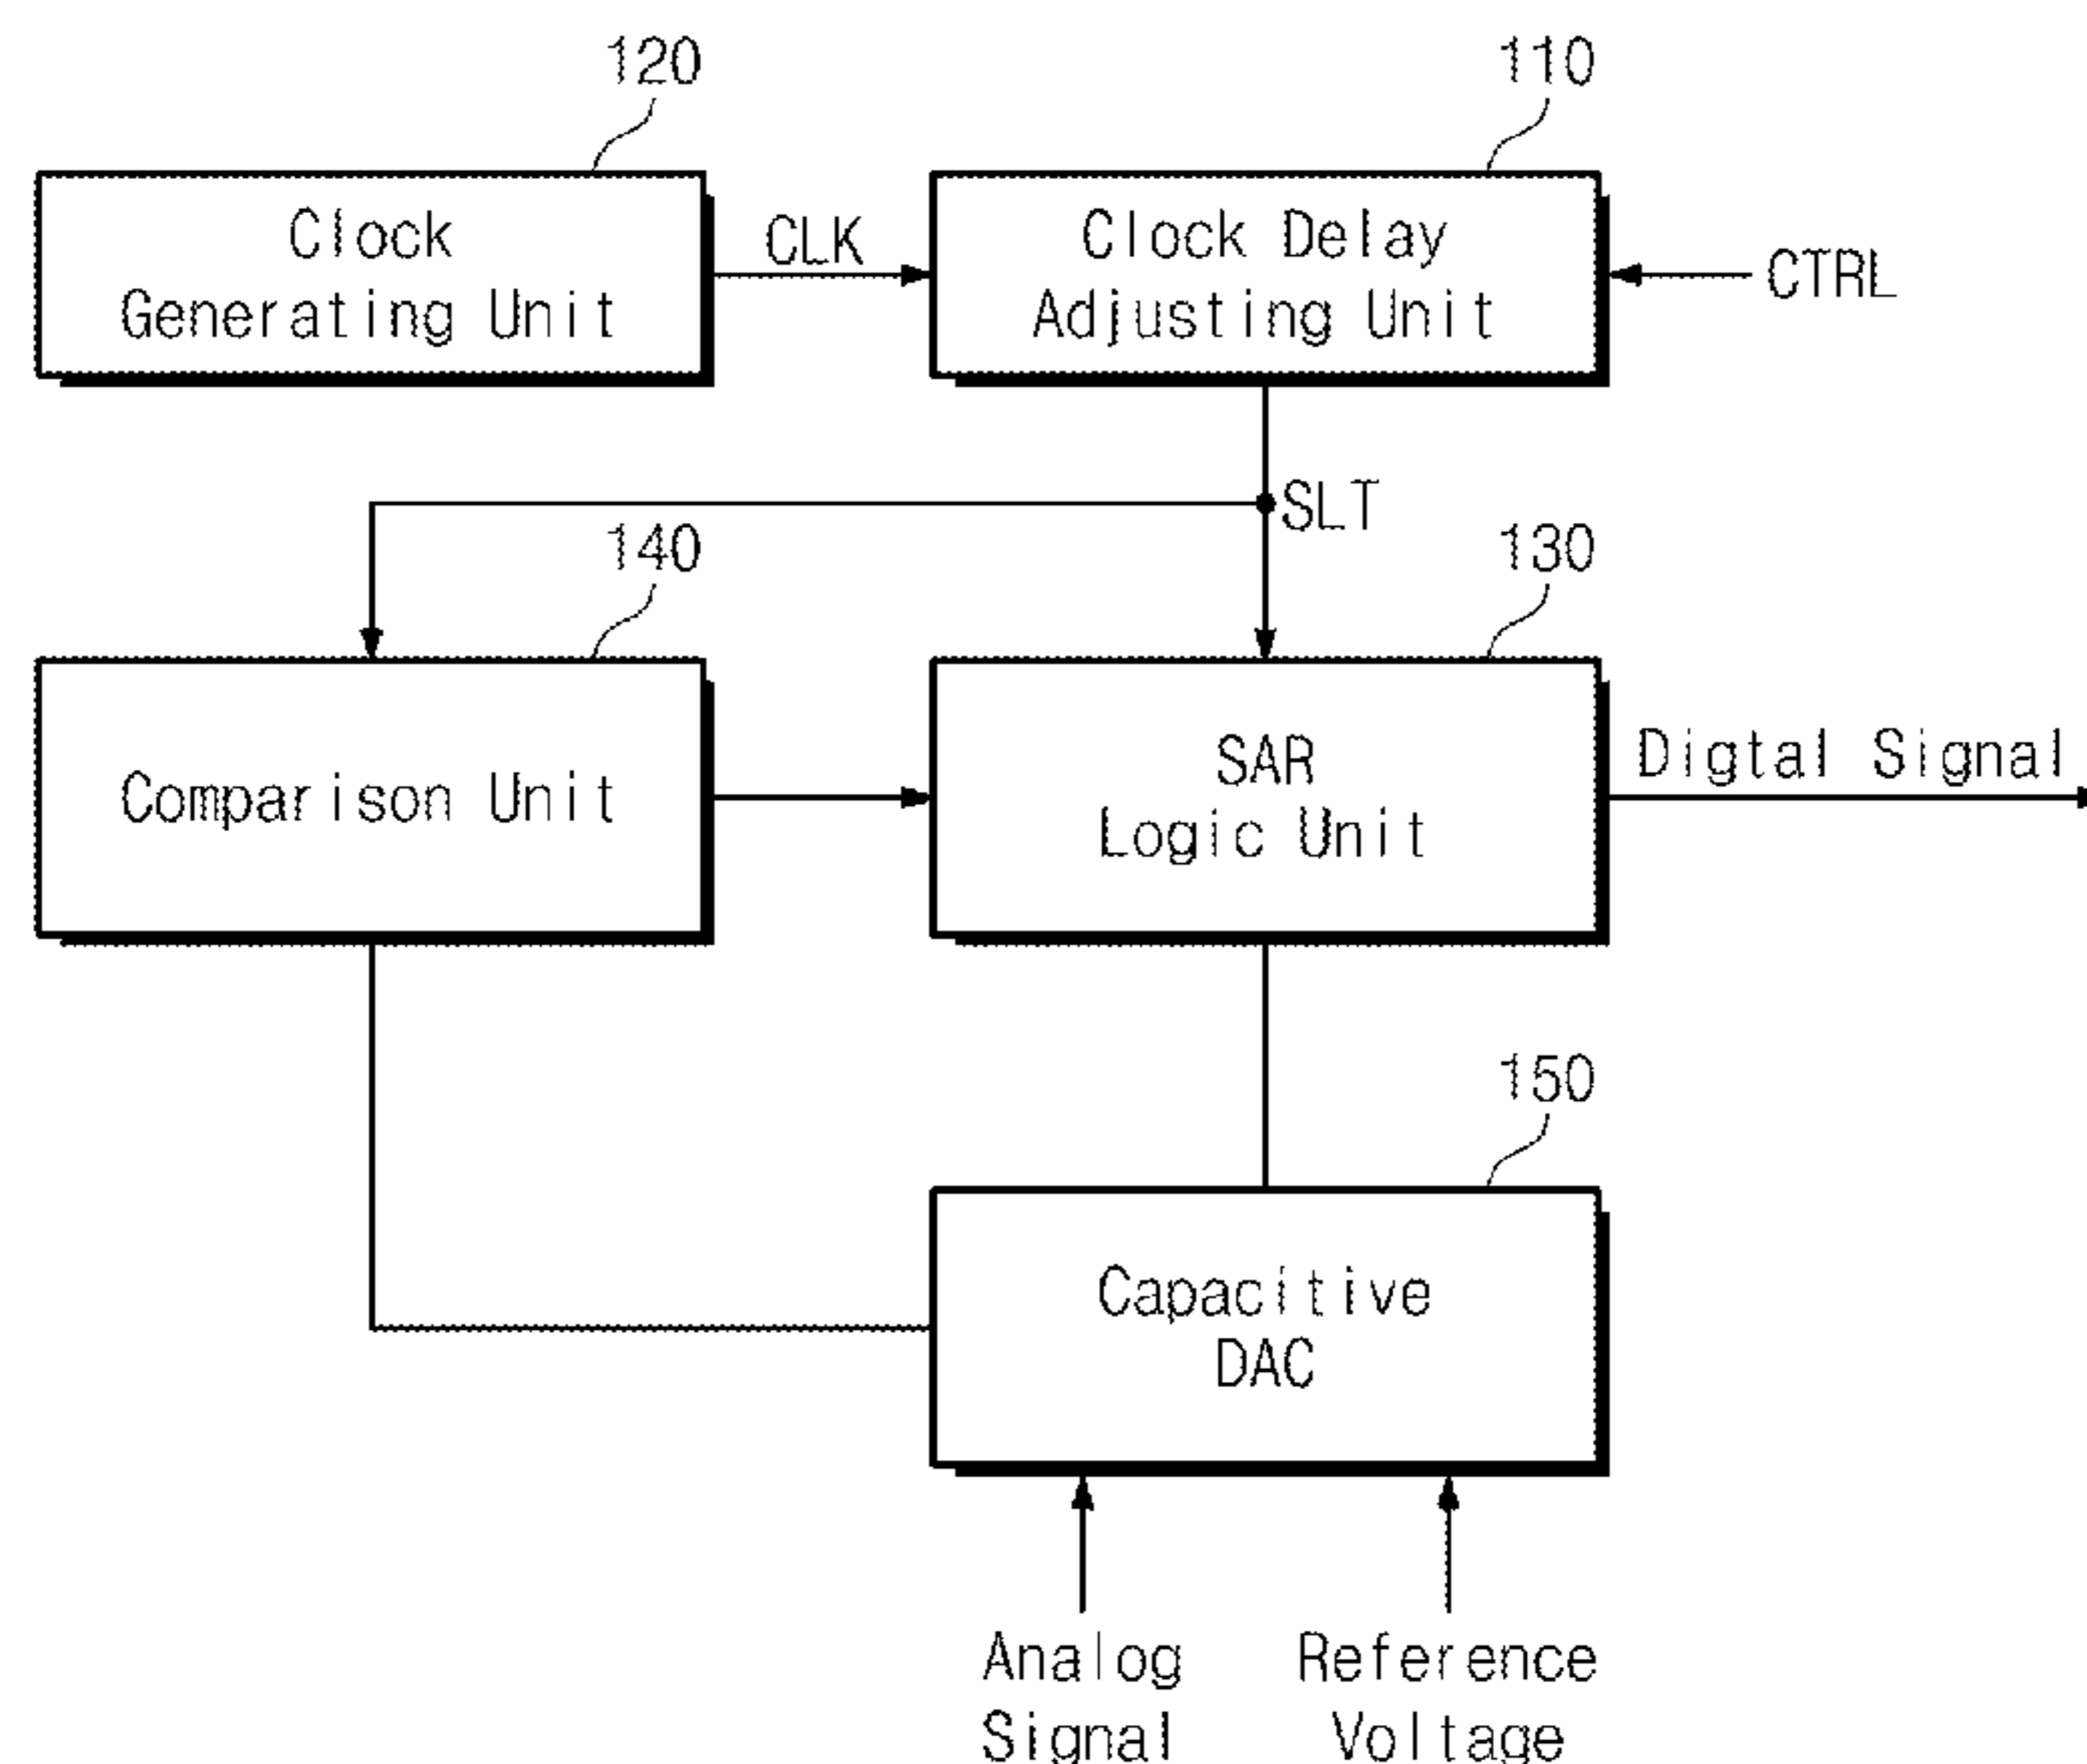 120
110
Clock
Generating Unit
CLK
Clock Delay
Adjusting Unit
CTRL
SLT
140
130
Comparison Unit
SAR
Logic Unit
Digtal Signal
150
Capacitive
DAC
Analog
Signal
Reference
Voltage